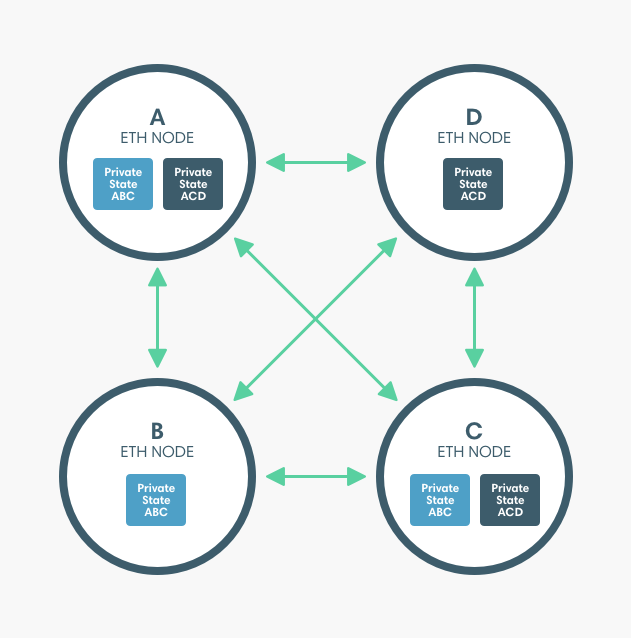 A
ETH NODE
Private
State
ABC
Private
State
ACD
D
ETH NODE
Private
State
ACD
B
ETH NODE
Private
State
ABC
C
ETH NODE
Private
State
ABC
Private
State
ACD